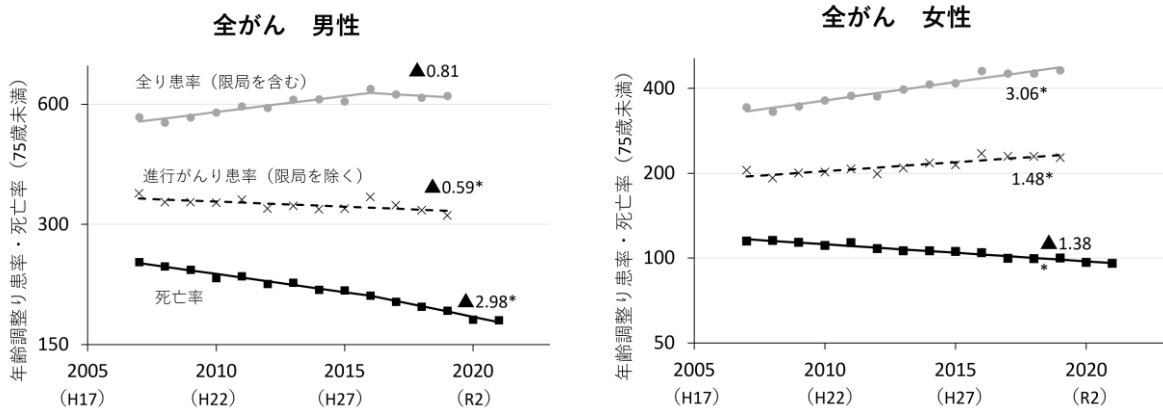 全がん 男性
年齢調整り患率・死亡率（75歳未満）
600
300
150
全り患率（限局を含む）
▲0.81
進行がんり患率（限局を除く）
▲0.59*
死亡率
▲2.98*
2005 2010 2015 2020
（H17） （H22） （H27） （R2）
全がん 女性
年齢調整り患率・死亡率（75歳未満）
400
200
100
50
3.06*
1.48*
▲1.38
*
2005 2010 2015 2020
（H17） （H22） （H27） （R2）